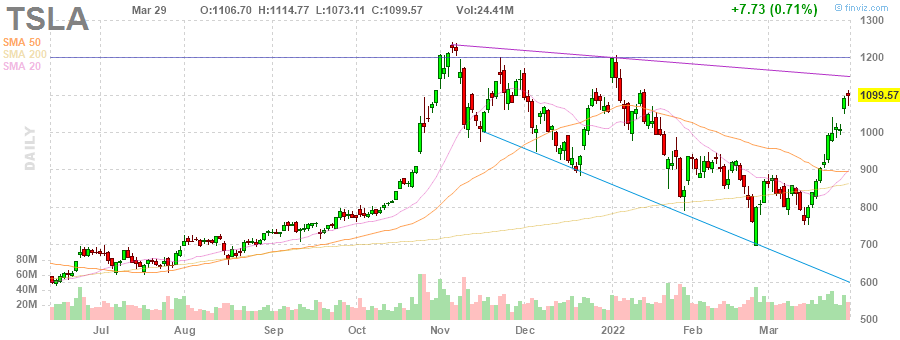 TSLA Mar 29 O:1106.70 H:1114.77 L:1073.11 C:1099.57 Vol:24.41M +7.73 (0.71%) finviz.com
SMA 50
SMA 200
SMA 20
DAILY
1300
1200
1099.57
1000
900
800
700
600
500
80M
60M
40M
20M
Jul Aug Sep Oct Nov Dec 2022 Feb Mar